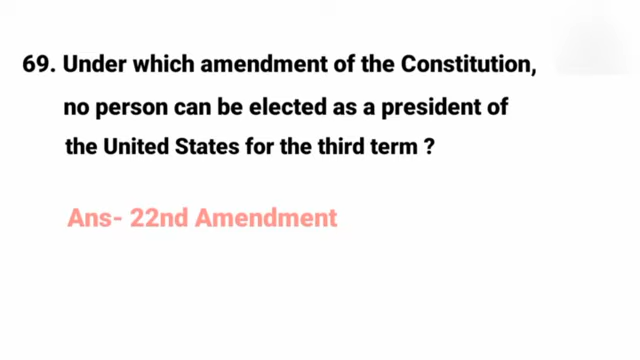 69. Under which amendment of the Constitution,
no person can be elected as a president of
the United States for the third term ?
Ans- 22nd Amendment